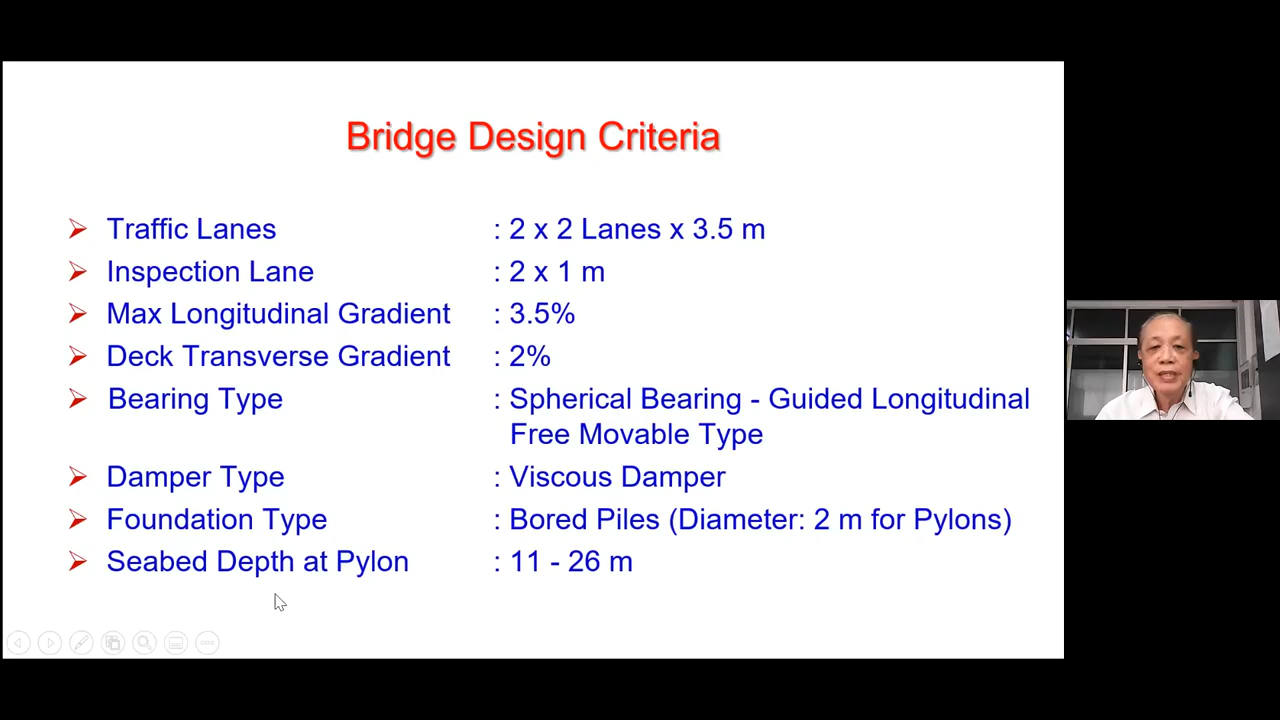 Bridge Design Criteria
Traffic Lanes : 2 x 2 Lanes x 3.5 m
Inspection Lane : 2 x 1 m
Max Longitudinal Gradient : 3.5%
Deck Transverse Gradient : 2%
Bearing Type : Spherical Bearing - Guided Longitudinal
Free Movable Type
Damper Type : Viscous Damper
Foundation Type : Bored Piles (Diameter: 2 m for Pylons)
Seabed Depth at Pylon : 11 - 26 m